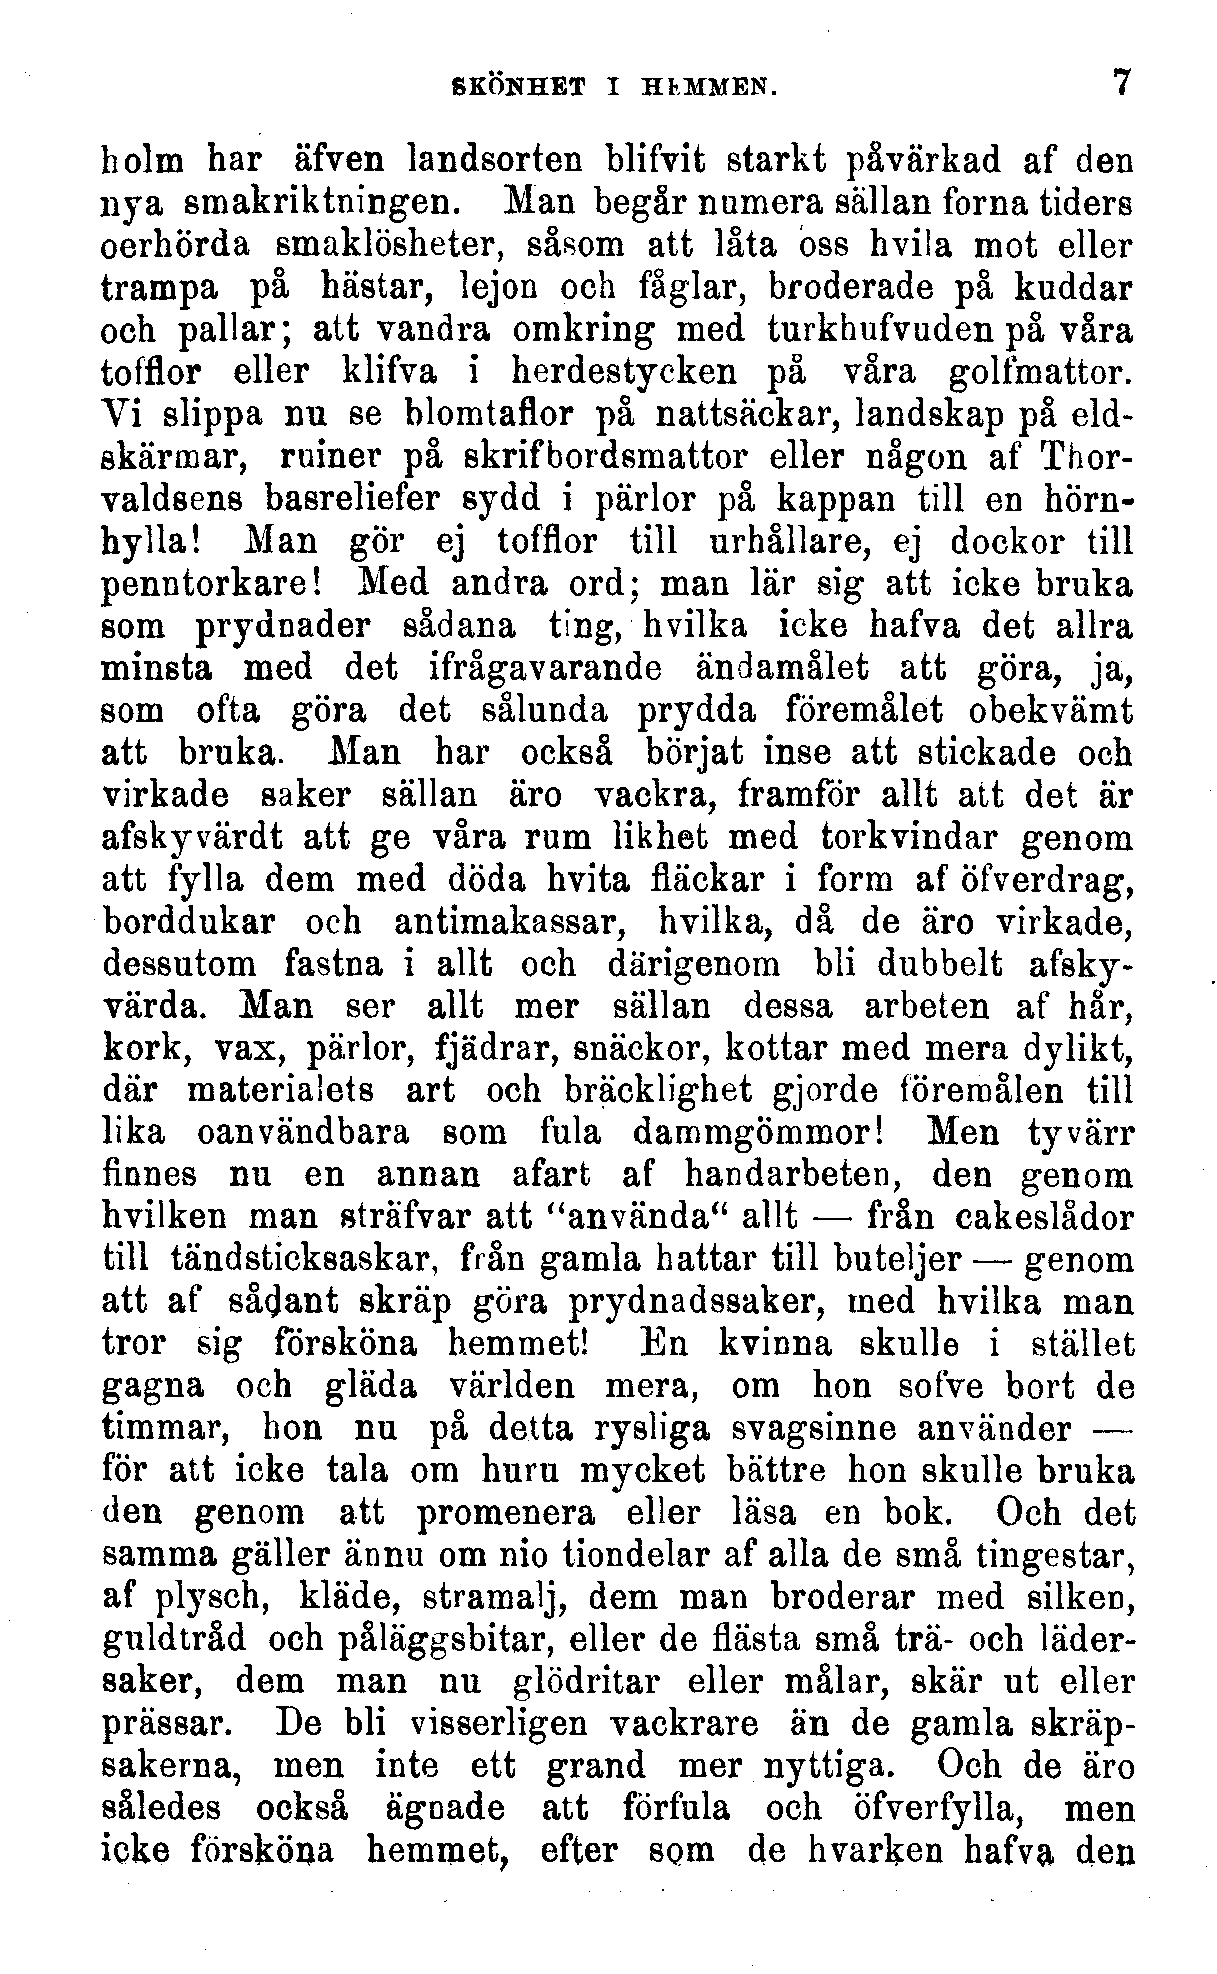 SKÖNHET I HEMMEN. 7
holm har äfven landsorten blifvit starkt påvärkad af den
nya smakriktningen. Man begår numera sällan forna tiders
oerhörda smaklösheter, såsom att låta oss hvila mot eller
trampa på hästar, lejon och fåglar, broderade på kuddar
och pallar; att vandra omkring med turkhufvuden på våra
tofflor eller klifva i herdestycken på våra golfmattor.
Vi slippa nu se blomtaflor på nattsäckar, landskap på eld-
skärmar, ruiner på skrifbordsmattor eller någon af Thor-
valdsens basreliefer sydd i pärlor på kappan till en hörn-
hylla! Man gör ej tofflor till urhållare, ej dockor till
penntorkare! Med andra ord; man lär sig att icke bruka
som prydnader sådana ting, hvilka icke hafva det allra
minsta med det ifrågavarande ändamålet att göra, ja,
som ofta göra det sålunda prydda föremålet obekvämt
att bruka. Man har också börjat inse att stickade och
virkade saker sällan äro vackra, framför allt att det är
afskyvärdt att ge våra rum likhet med torkvindar genom
att fylla dem med döda hvita fläckar i form af öfverdrag,
borddukar och antimakassar, hvilka, då de äro virkade,
dessutom fastna i allt och därigenom bli dubbelt afsky-
värda. Man ser allt mer sällan dessa arbeten af hår,
kork, vax, pärlor, fjädrar, snäckor, kottar med mera dylikt,
där materialets art och bräcklighet gjorde föremålen till
lika oanvändbara som fula dammgömmor! Men tyvärr
finnes nu en annan afart af handarbeten, den genom
hvilken man sträfvar att “använda“ allt — från cakeslådor
till tändsticksaskar, från gamla hattar till buteljer — genom
att af sådant skräp göra prydnadssaker, med hvilka man
tror sig försköna hemmet! En kvinna skulle i stället
gagna och gläda världen mera, om hon sofve bort de
timmar, hon nu på detta rysliga svagsinne använder —
för att icke tala om huru mycket bättre hon skulle bruka
den genom att promenera eller läsa en bok. Och det
samma gäller ännu om nio tiondelar af alla de små tingestar,
af plysch, kläde, stramalj, dem man broderar med silken,
guldtråd och påläggsbitar, eller de flästa små trä- och läder-
saker, dem man nu glödritar eller målar, skär ut eller
prässar. De bli visserligen vackrare än de gamla skräp-
sakerna, men inte ett grand mer nyttiga. Och de äro
således också ägnade att förfula och öfverfylla, men
icke försköna hemmet, efter som de hvarken hafva den